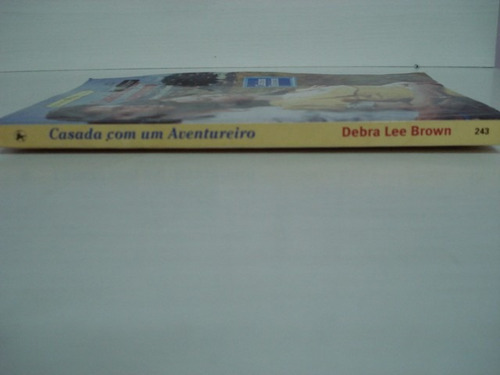 Casada com um Aventureiro Debra Lee Brown 243